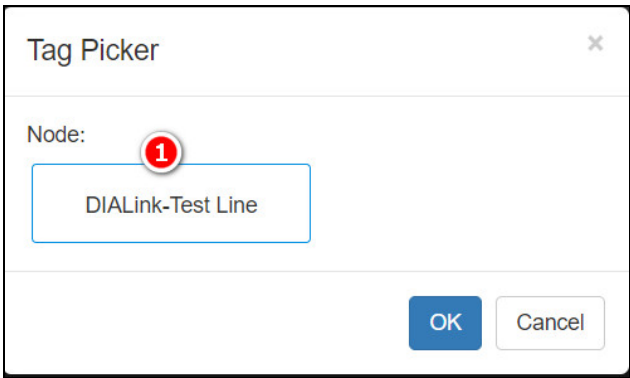 Tag Picker
×
Node:
1
DIALink-Test Line
OK
Cancel